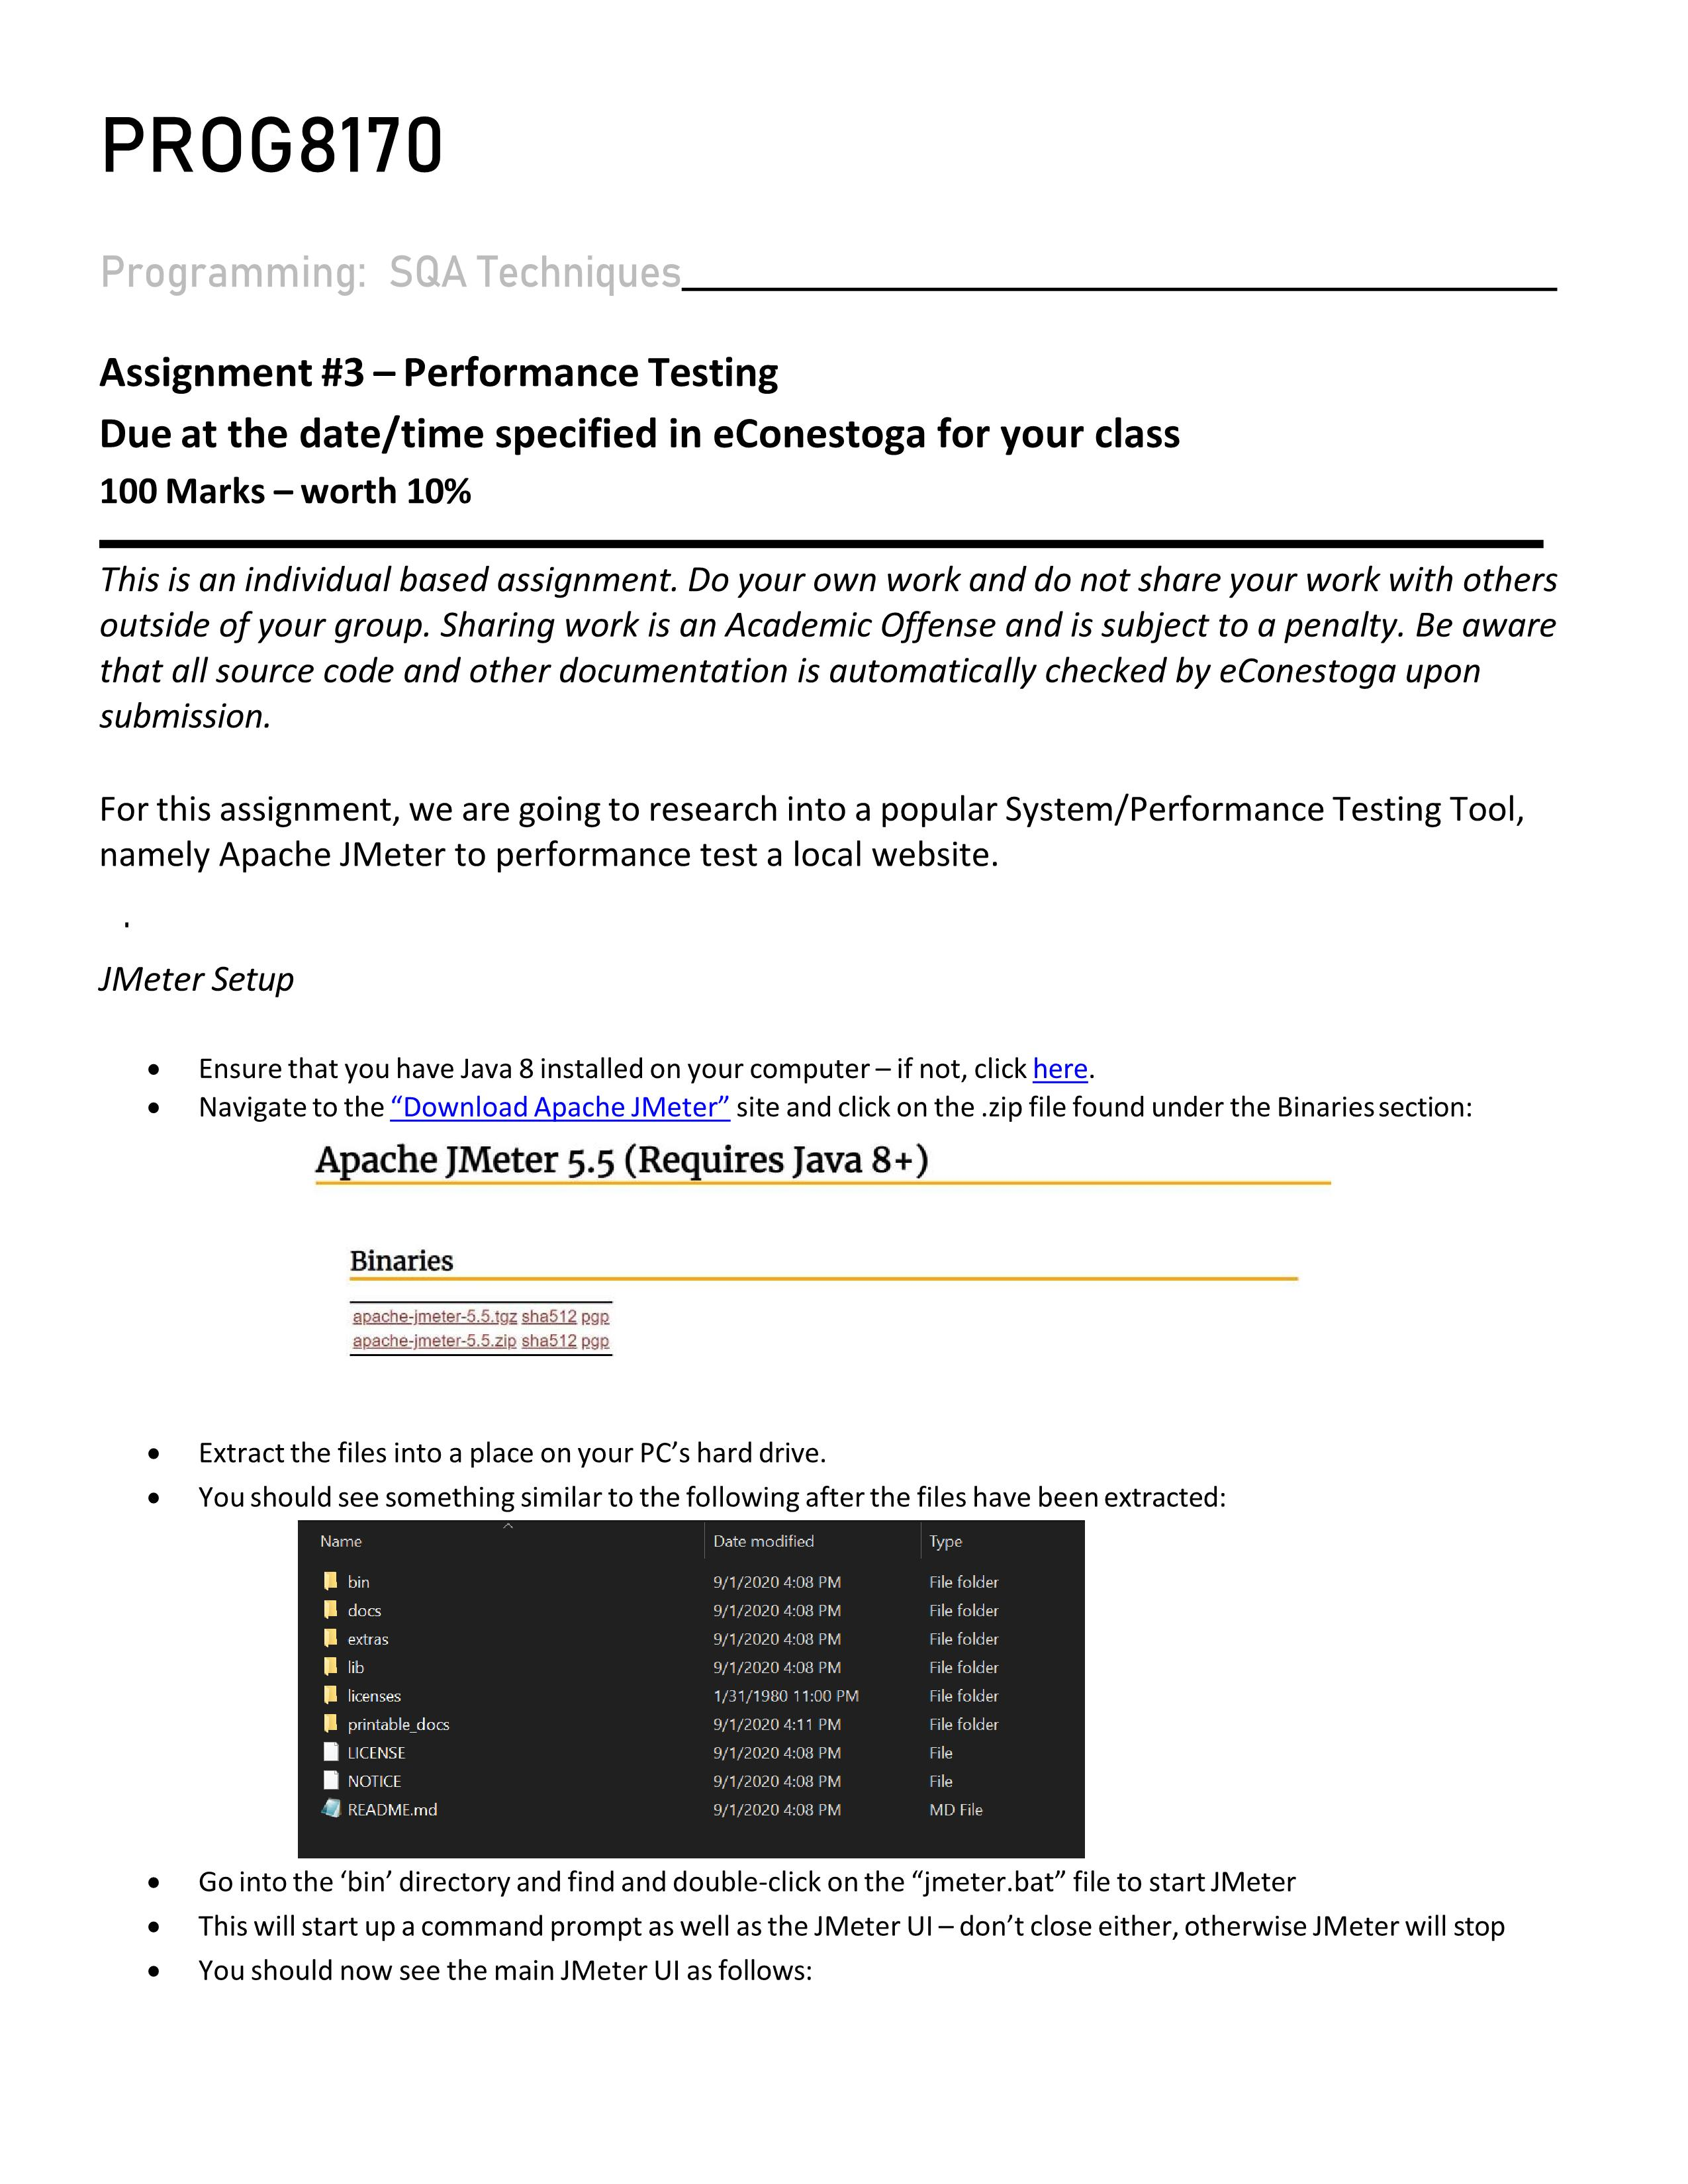 PROG8170
Programming: SQA Techniques
Assignment #3 – Performance Testing
Due at the date/time specified in eConestoga for your class
100 Marks – worth 10%
This is an individual based assignment. Do your own work and do not share your work with others
outside of your group. Sharing work is an Academic Offense and is subject to a penalty. Be aware
that all source code and other documentation is automatically checked by eConestoga upon
submission.
For this assignment, we are going to research into a popular System/Performance Testing Tool,
namely Apache JMeter to performance test a local website.
.
JMeter Setup
• Ensure that you have Java 8 installed on your computer – if not, click here.
• Navigate to the “Download Apache JMeter” site and click on the .zip file found under the Binaries section:
Apache JMeter 5.5 (Requires Java 8+)
Binaries
apache-jmeter-5.5.tgz sha512 pgp
apache-jmeter-5.5.zip sha512 pgp
• Extract the files into a place on your PC’s hard drive.
• You should see something similar to the following after the files have been extracted:
Name Date modified Type
bin 9/1/2020 4:08 PM File folder
docs 9/1/2020 4:08 PM File folder
extras 9/1/2020 4:08 PM File folder
lib 9/1/2020 4:08 PM File folder
licenses 1/31/1980 11:00 PM File folder
printable_docs 9/1/2020 4:11 PM File folder
LICENSE 9/1/2020 4:08 PM File
NOTICE 9/1/2020 4:08 PM File
README.md 9/1/2020 4:08 PM MD File
• Go into the ‘bin’ directory and find and double-click on the “jmeter.bat” file to start JMeter
• This will start up a command prompt as well as the JMeter UI – don’t close either, otherwise JMeter will stop
• You should now see the main JMeter UI as follows: